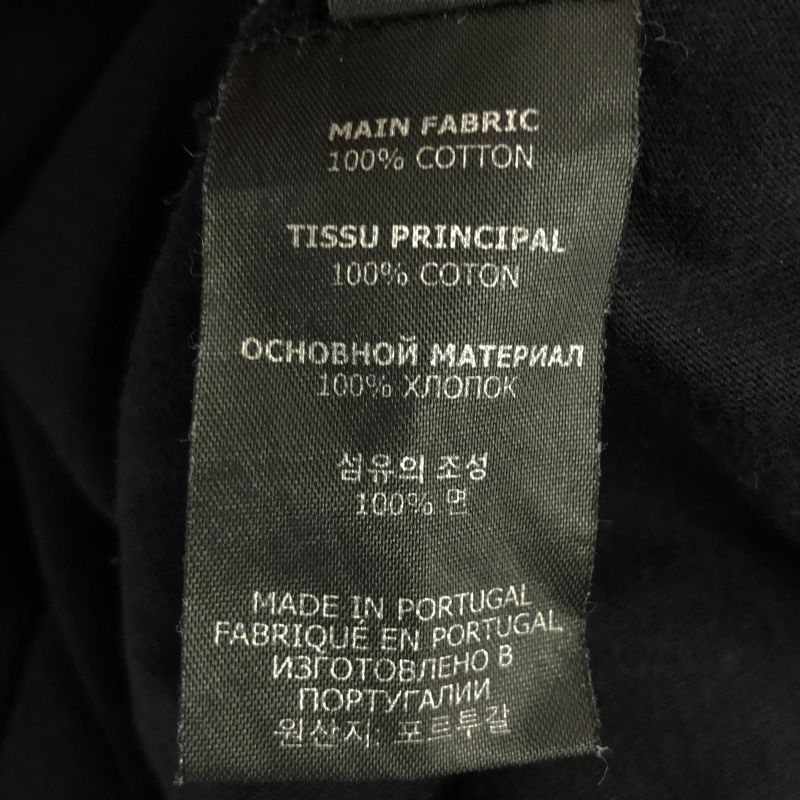 MAIN FABRIC
100% COTTON
TISSU PRINCIPAL
100% COTON
ОСНОВНОЙ МАТЕРИАЛ
100% ХЛОПОК
섬유의 조성
100% 면
MADE IN PORTUGAL
FABRIQUÉ EN PORTUGAL
ИЗГОТОВЛЕНО В
ПОРТУГАЛИИ
원산지: 포르투갈